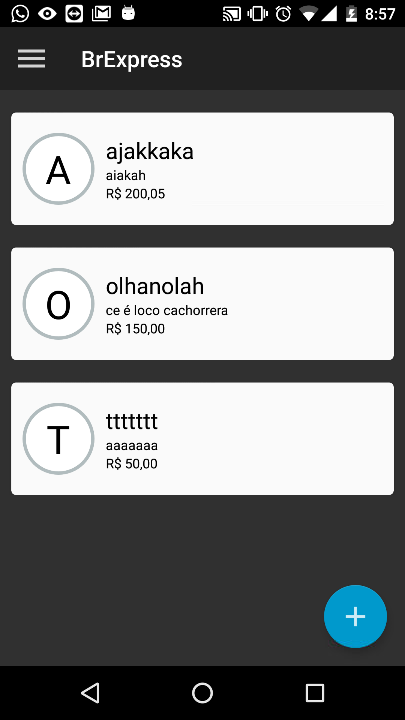 8:57
BrExpress
A
ajakkaka
aiakah
R$ 200,05
O
olhanolah
ce é loco cachorrera
R$ 150,00
T
ttttttt
aaaaaaa
R$ 50,00
+